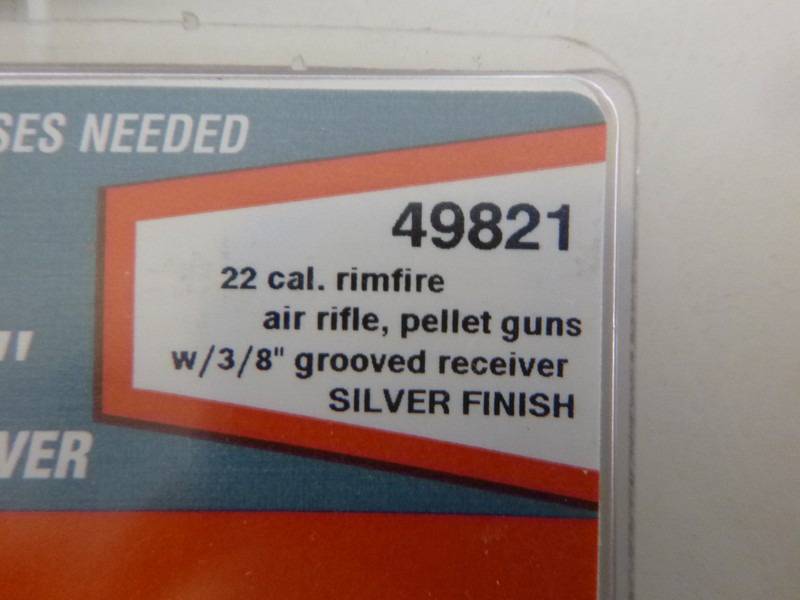 SES NEEDED
49821
22 cal. rimfire
air rifle, pellet guns
w/3/8" grooved receiver
SILVER FINISH
"
VER